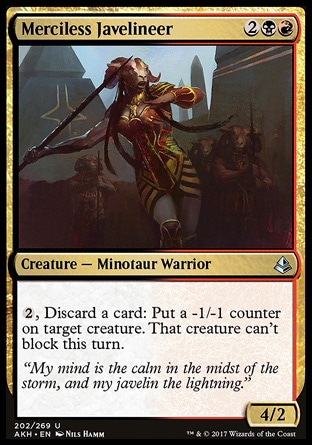 Merciless Javelineer 2
Creature — Minotaur Warrior
2, Discard a card: Put a -1/-1 counter
on target creature. That creature can't
block this turn.
“My mind is the calm in the midst of the
storm, and my javelin the lightning.”
4/2
202/269 U
AKH • EN Nils Hamm
™ & © 2017 Wizards of the Coast